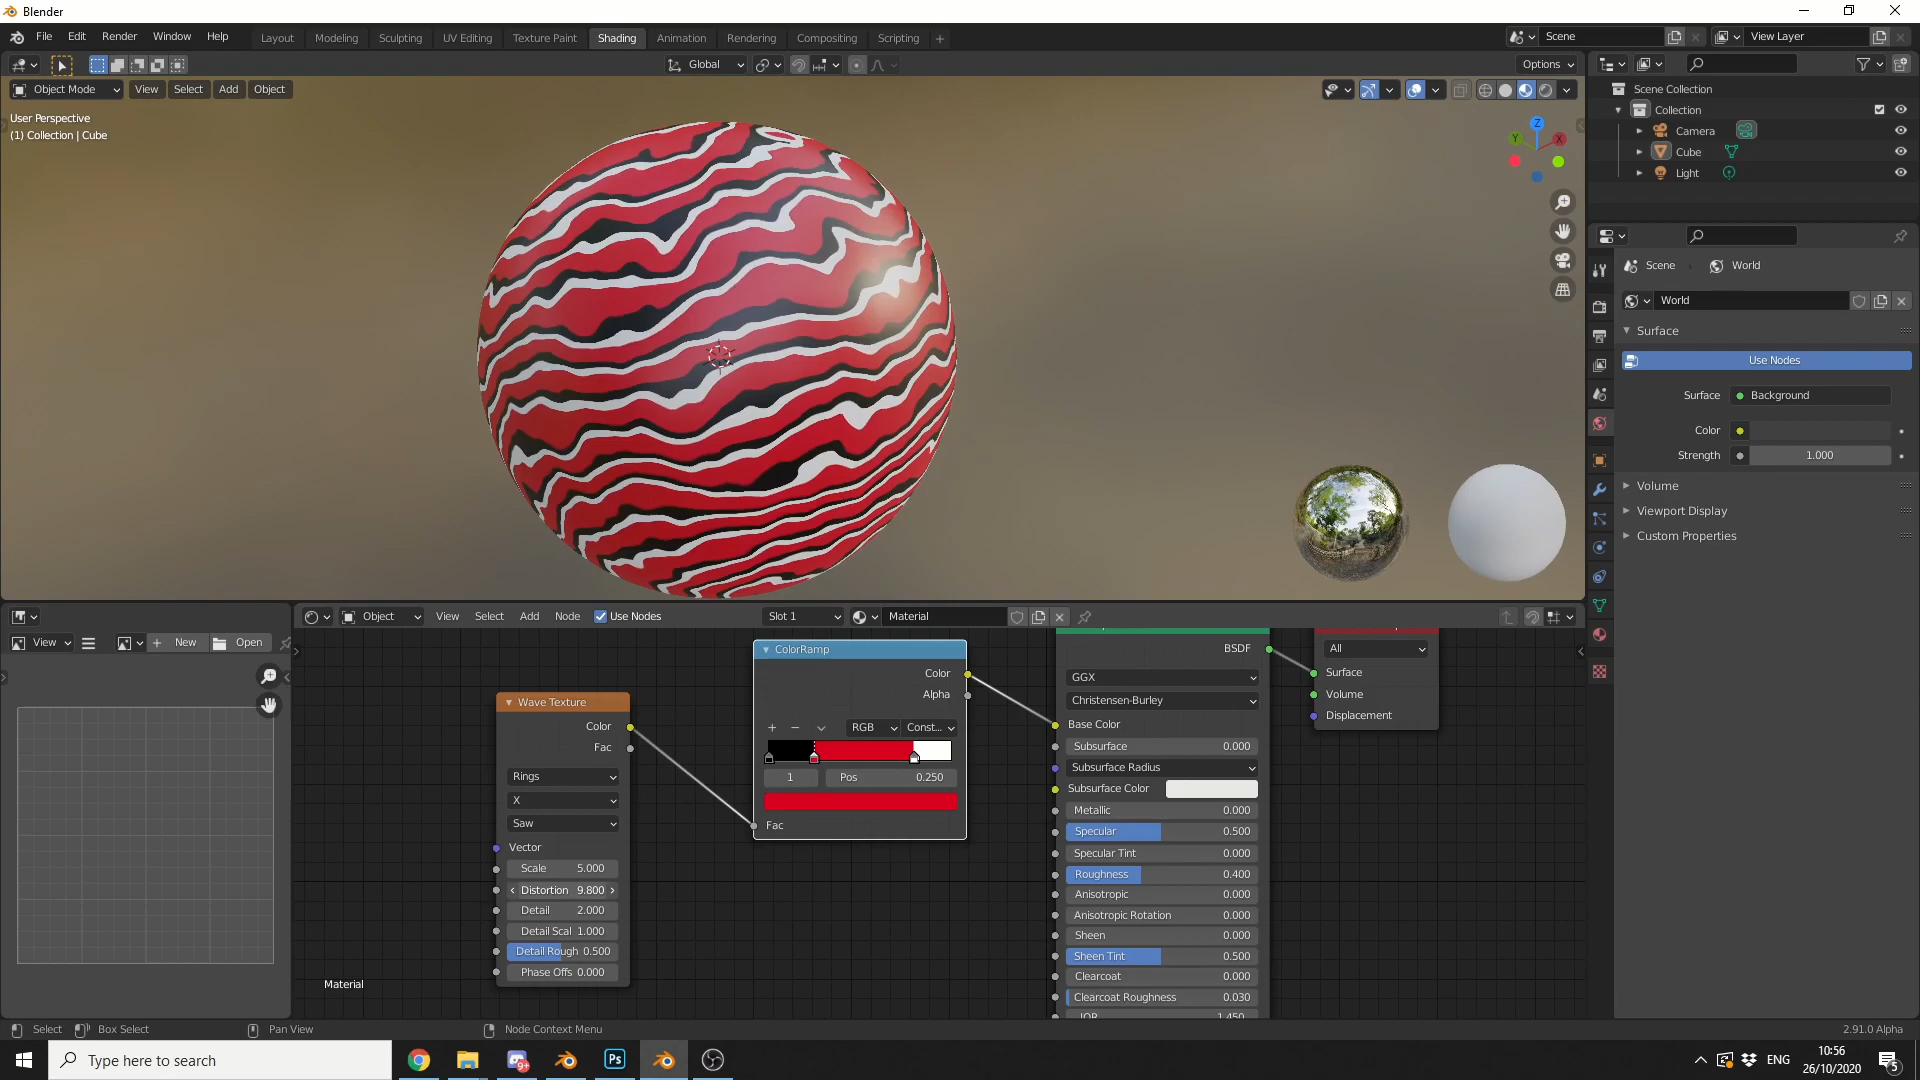 Blender
File Edit Render Window Help Layout Modeling Sculpting UV Editing Texture Paint Shading Animation Rendering Compositing Scripting Scene View Layer
Global Options
Object Mode View Select Add Object
User Perspective
(1) Collection | Cube
Z
Y
X
Scene Collection
Collection
Camera
Cube
Light
Scene World
World
Surface
Use Nodes
Surface Background
Color
Strength 1.000
Volume
Viewport Display
Custom Properties
Object View Select Add Node Use Nodes Slot 1 Material
View New Open
Wave Texture
Color
Fac
Rings
X
Saw
Vector
Scale 5.000
Distortion 9.800
Detail 2.000
Detail Scal 1.000
Detail Rough 0.500
Phase Offs 0.000
ColorRamp
Color
Alpha
RGB Const...
1 Pos 0.250
Fac
BSDF
GGX
Christensen-Burley
Base Color
Subsurface 0.000
Subsurface Radius
Subsurface Color
Metallic 0.000
Specular 0.500
Specular Tint 0.000
Roughness 0.400
Anisotropic 0.000
Anisotropic Rotation 0.000
Sheen 0.000
Sheen Tint 0.500
Clearcoat 0.000
Clearcoat Roughness 0.030
IOR 1.450
All
Surface
Volume
Displacement
Material
Select Box Select Pan View Node Context Menu 2.91.0 Alpha
Type here to search
9+
Ps
ENG
10:56
26/10/2020
5